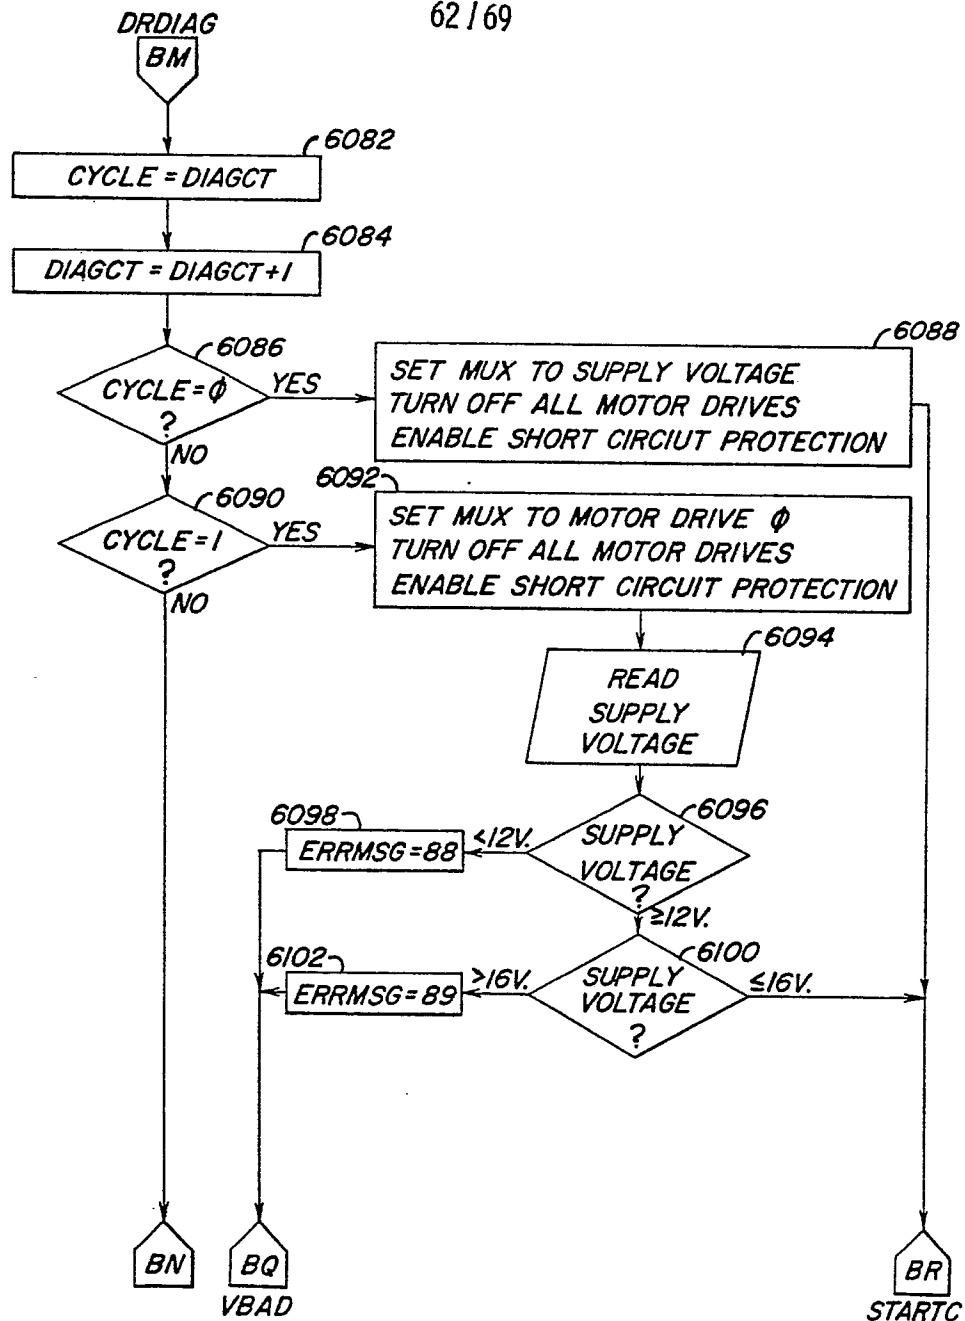 62/69
DRDIAG
BM
6082
CYCLE = DIAGCT
6084
DIAGCT = DIAGCT+1
6086
CYCLE = φ
?
YES
NO
6088
SET MUX TO SUPPLY VOLTAGE
TURN OFF ALL MOTOR DRIVES
ENABLE SHORT CIRCIUT PROTECTION
6090
CYCLE = 1
?
YES
NO
6092
SET MUX TO MOTOR DRIVE φ
TURN OFF ALL MOTOR DRIVES
ENABLE SHORT CIRCUIT PROTECTION
6094
READ
SUPPLY
VOLTAGE
6096
SUPPLY
VOLTAGE
?
<12V.
≥12V.
6098
ERRMSG=88
6100
SUPPLY
VOLTAGE
?
>16V.
≤16V.
6102
ERRMSG=89
BN
BQ
VBAD
BR
STARTC